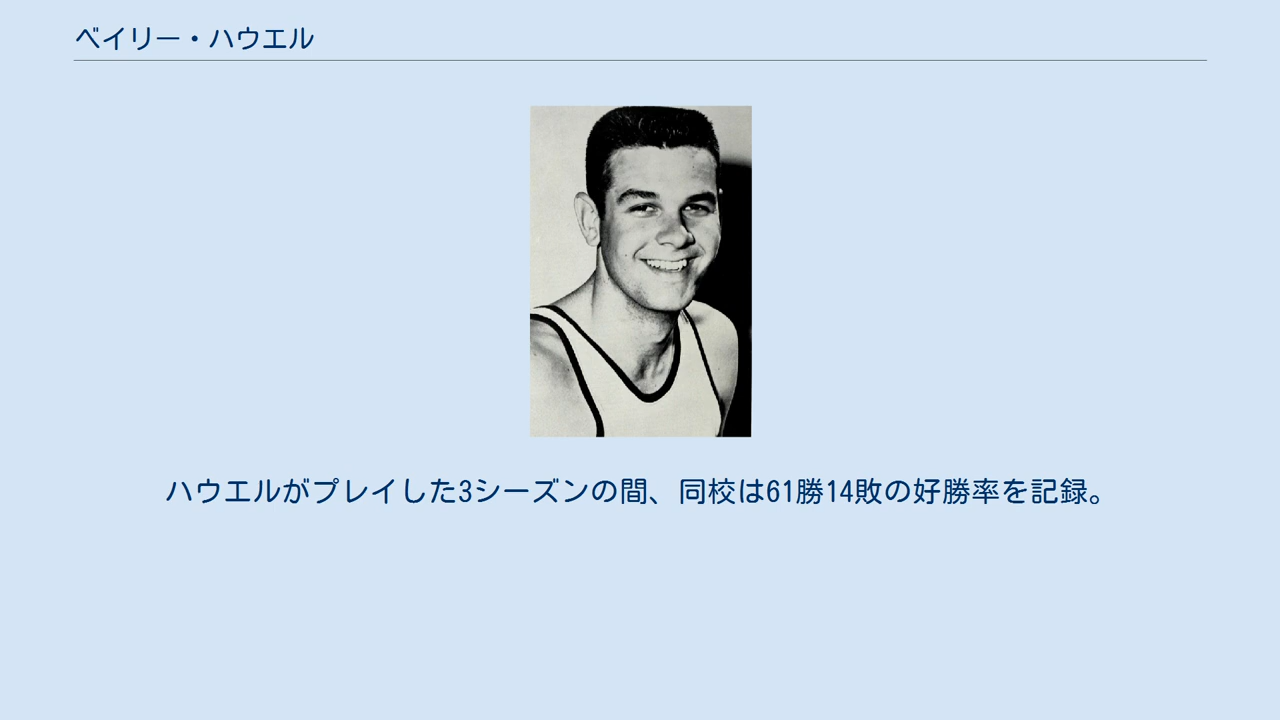 ベイリー・ハウエル
ハウエルがプレイした3シーズンの間、同校は61勝14敗の好勝率を記録。